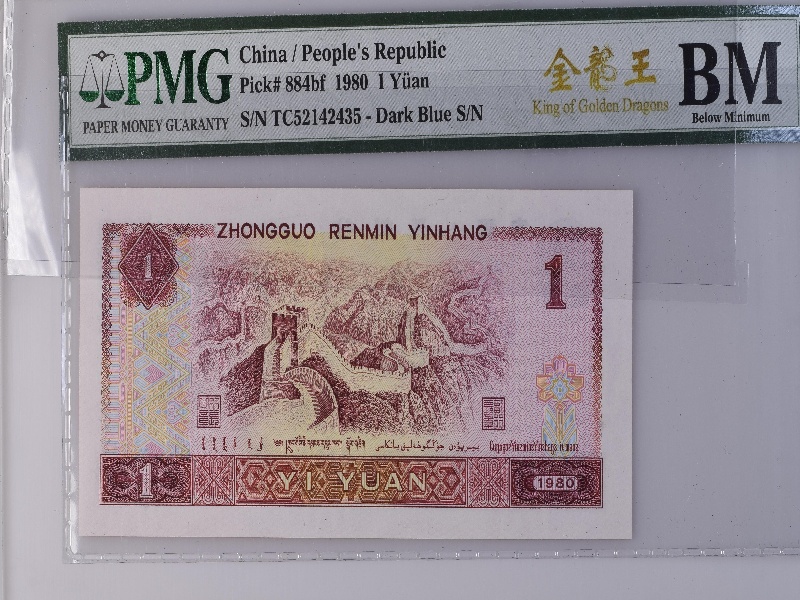 PMG
PAPER MONEY GUARANTY
China / People's Republic
Pick# 884bf 1980 1 Yüan
S/N TC52142435 - Dark Blue S/N
金龍王
King of Golden Dragons
BM
Below Minimum
ZHONGGUO RENMIN YINHANG
1
1
1
YI YUAN
1980